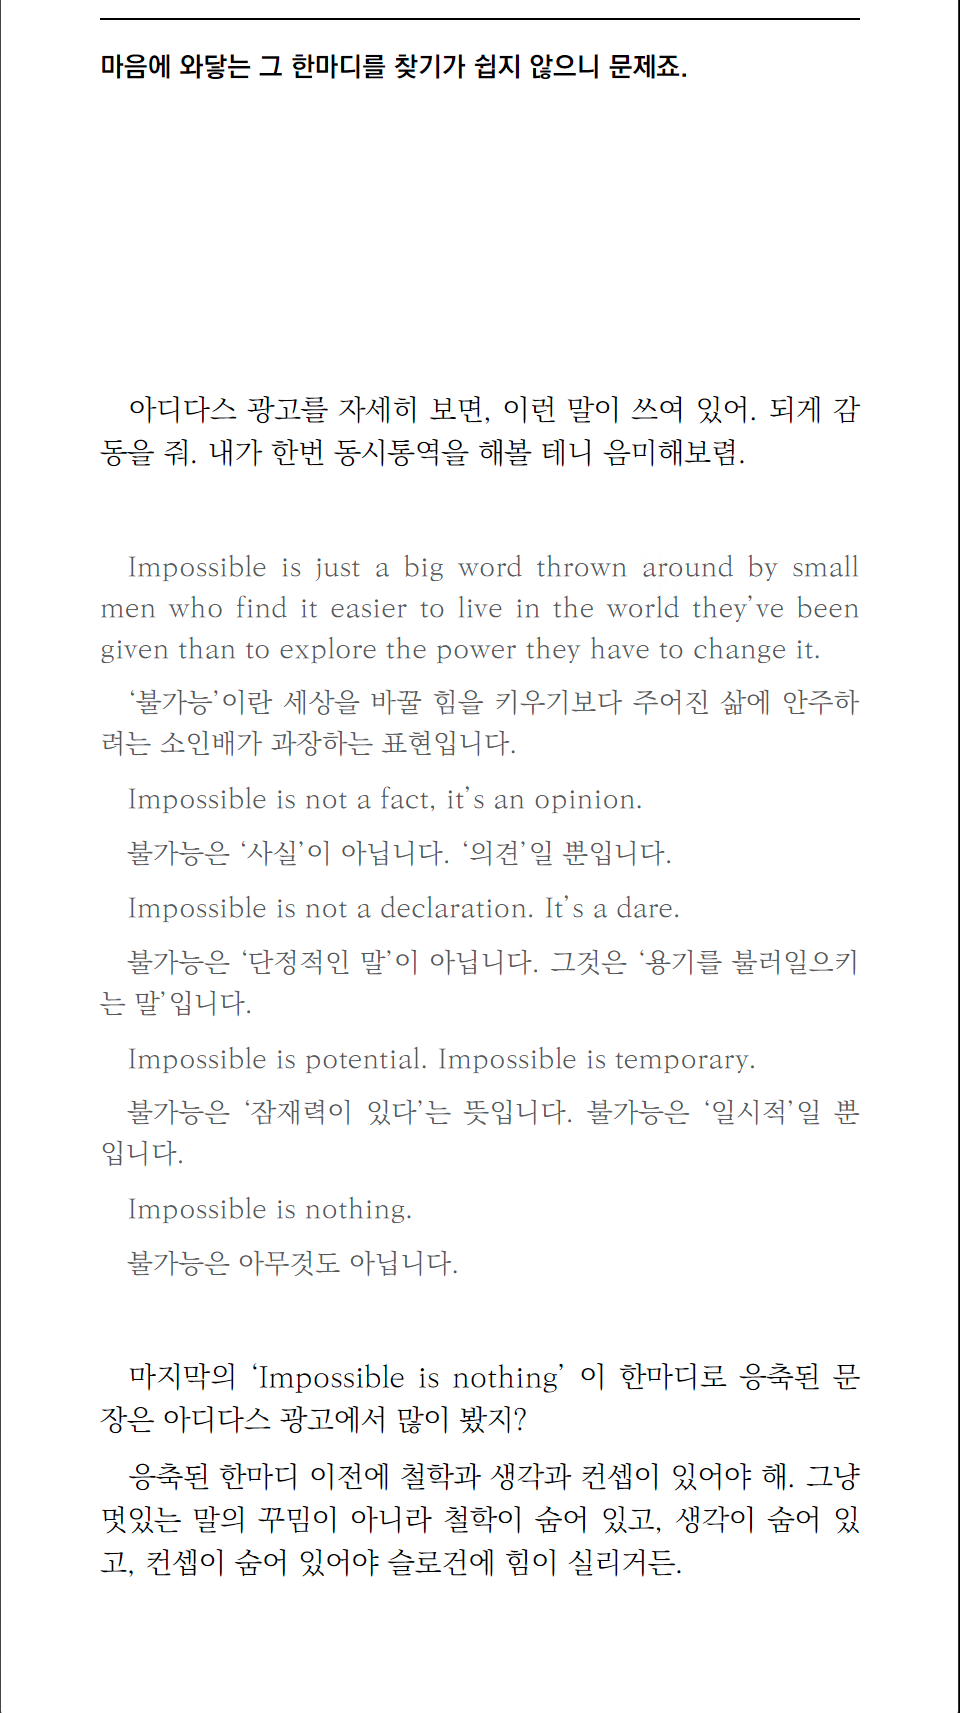 마음에 와닿는 그 한마디를 찾기가 쉽지 않으니 문제죠.
아디다스 광고를 자세히 보면, 이런 말이 쓰여 있어. 되게 감
동을 줘. 내가 한번 동시통역을 해볼 테니 음미해보렴.
Impossible is just a big word thrown around by small
men who find it easier to live in the world they’ve been
given than to explore the power they have to change it.
‘불가능’이란 세상을 바꿀 힘을 키우기보다 주어진 삶에 안주하
려는 소인배가 과장하는 표현입니다.
Impossible is not a fact, it’s an opinion.
불가능은 ‘사실’이 아닙니다. ‘의견’일 뿐입니다.
Impossible is not a declaration. It’s a dare.
불가능은 ‘단정적인 말’이 아닙니다. 그것은 ‘용기를 불러일으키
는 말’입니다.
Impossible is potential. Impossible is temporary.
불가능은 ‘잠재력이 있다’는 뜻입니다. 불가능은 ‘일시적’일 뿐
입니다.
Impossible is nothing.
불가능은 아무것도 아닙니다.
마지막의 ‘Impossible is nothing’ 이 한마디로 응축된 문
장은 아디다스 광고에서 많이 봤지?
응축된 한마디 이전에 철학과 생각과 컨셉이 있어야 해. 그냥
멋있는 말의 꾸밈이 아니라 철학이 숨어 있고, 생각이 숨어 있
고, 컨셉이 숨어 있어야 슬로건에 힘이 실리거든.